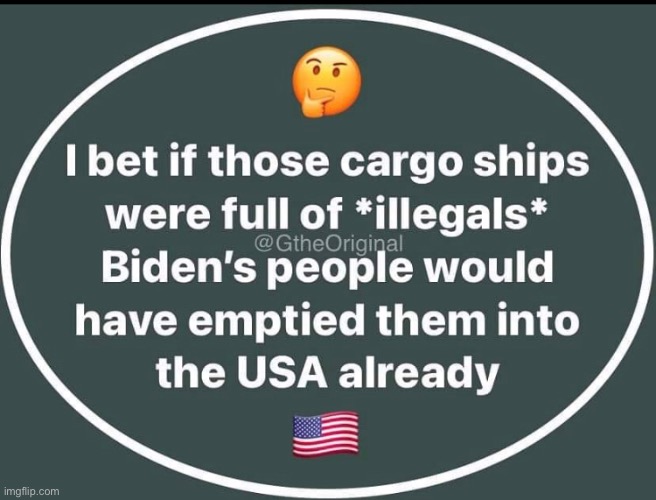 I bet if those cargo ships
were full of *illegals*
@GtheOriginal
Biden's people would
have emptied them into
the USA already
imgflip.com